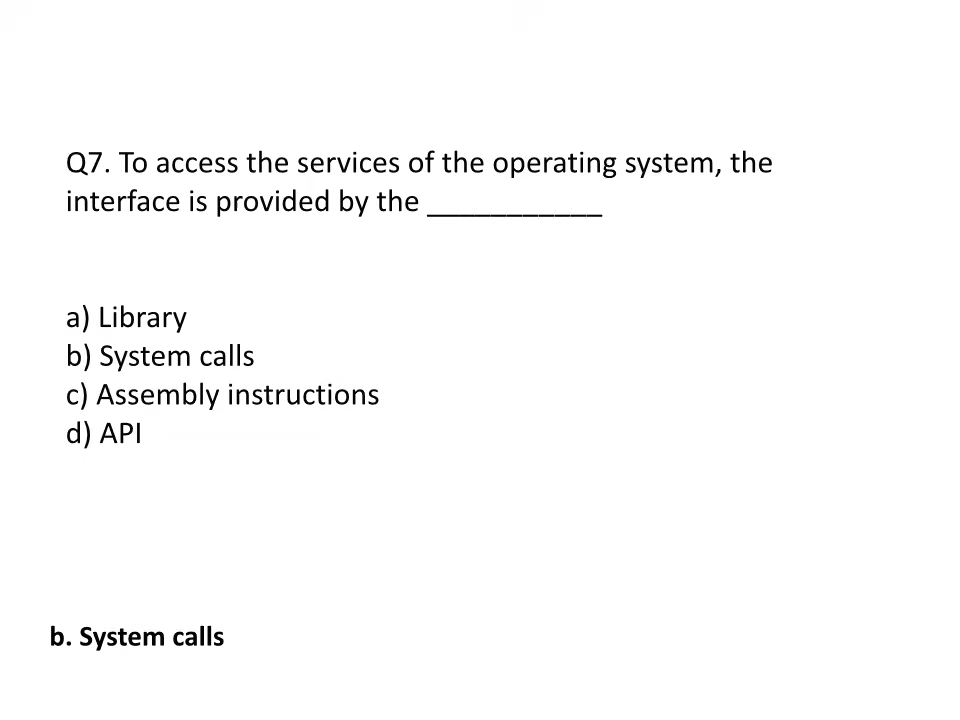 Q7. To access the services of the operating system, the
interface is provided by the ___________
a) Library
b) System calls
c) Assembly instructions
d) API
b. System calls